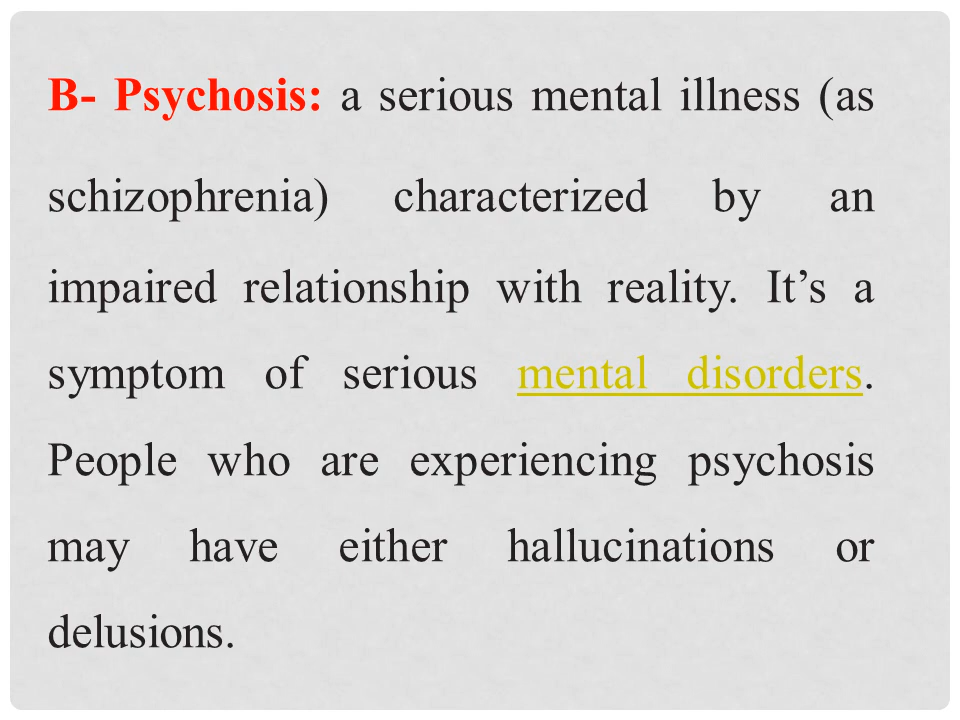 B- Psychosis: a serious mental illness (as
schizophrenia) characterized by an
impaired relationship with reality. It’s a
symptom of serious mental disorders.
People who are experiencing psychosis
may have either hallucinations or
delusions.